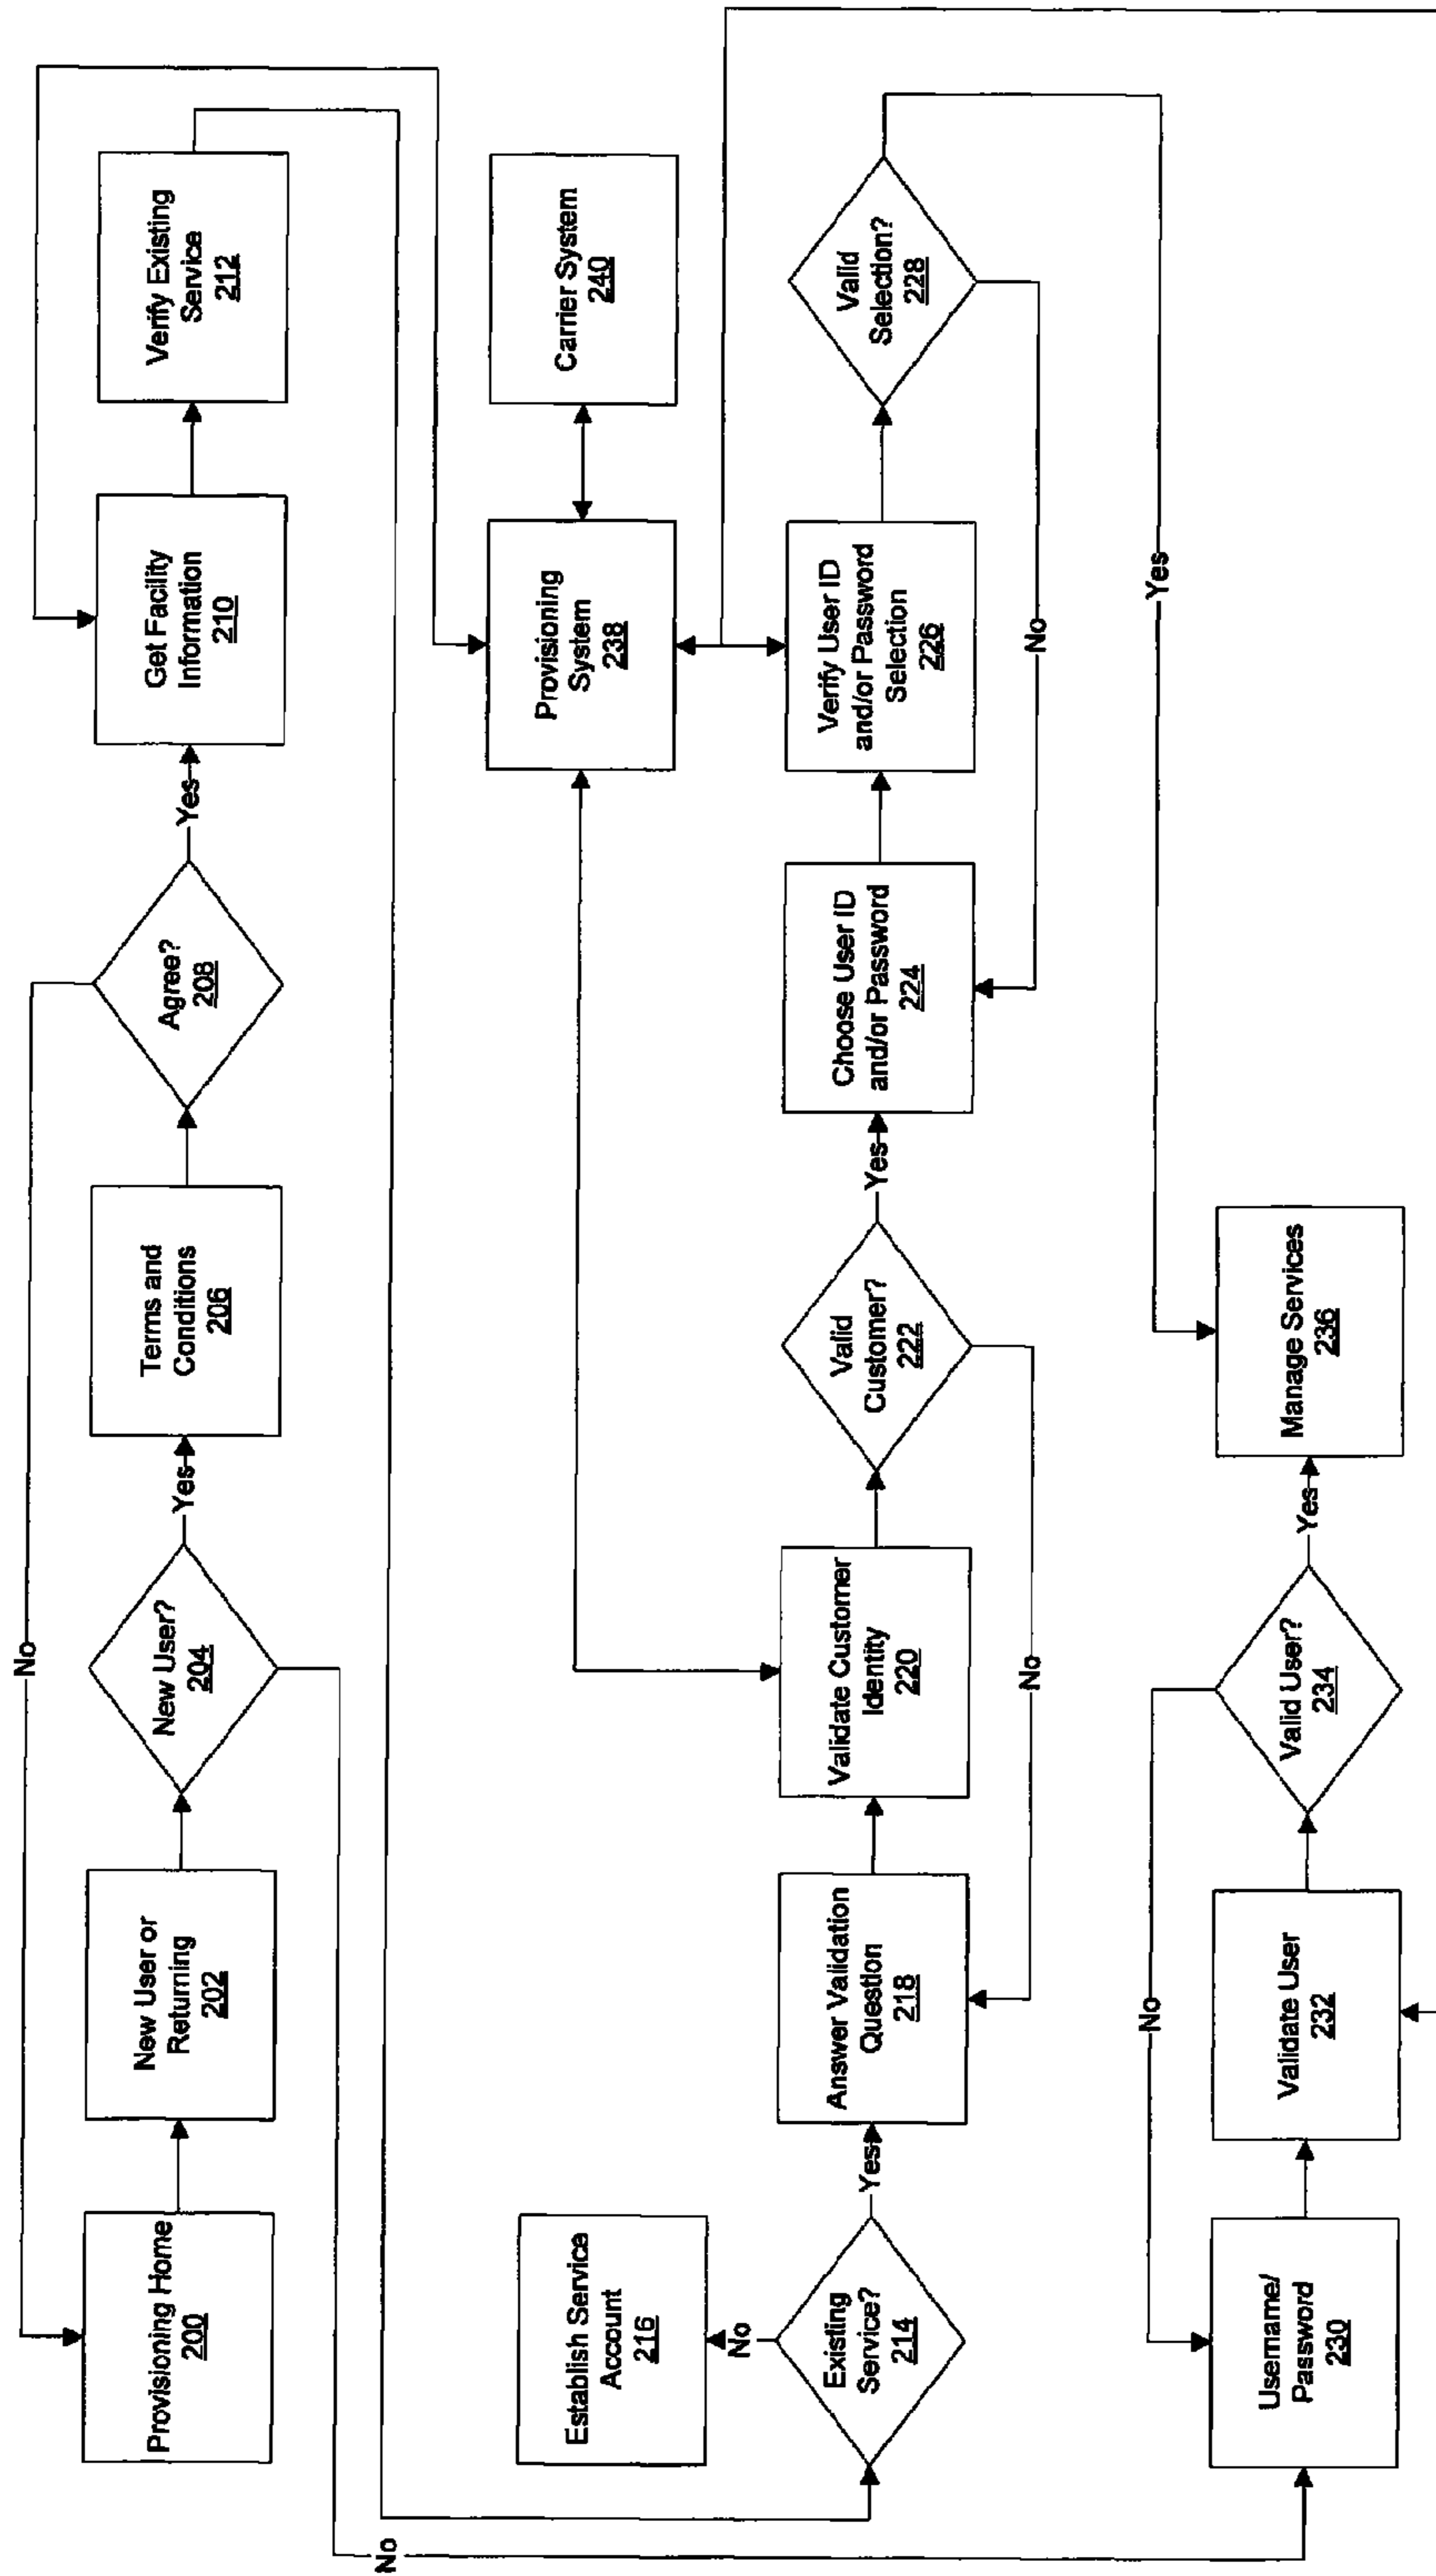 No
Provisioning Home
200
New User or
Returning
202
New User?
204
Yes
Terms and
Conditions
206
Agree?
208
Yes
Get Facility
Information
210
Verify Existing
Service
212
No
Establish Service
Account
216
Provisioning
System
238
Carrier System
240
No
Existing
Service?
214
Yes
Answer Validation
Question
218
Validate Customer
Identity
220
Valid
Customer?
222
Yes
Choose User ID
and/or Password
224
Verify User ID
and/or Password
Selection
226
Valid
Selection?
228
No
No
No
Yes
Username/
Password
230
Validate User
232
Valid User?
234
Yes
Manage Services
236